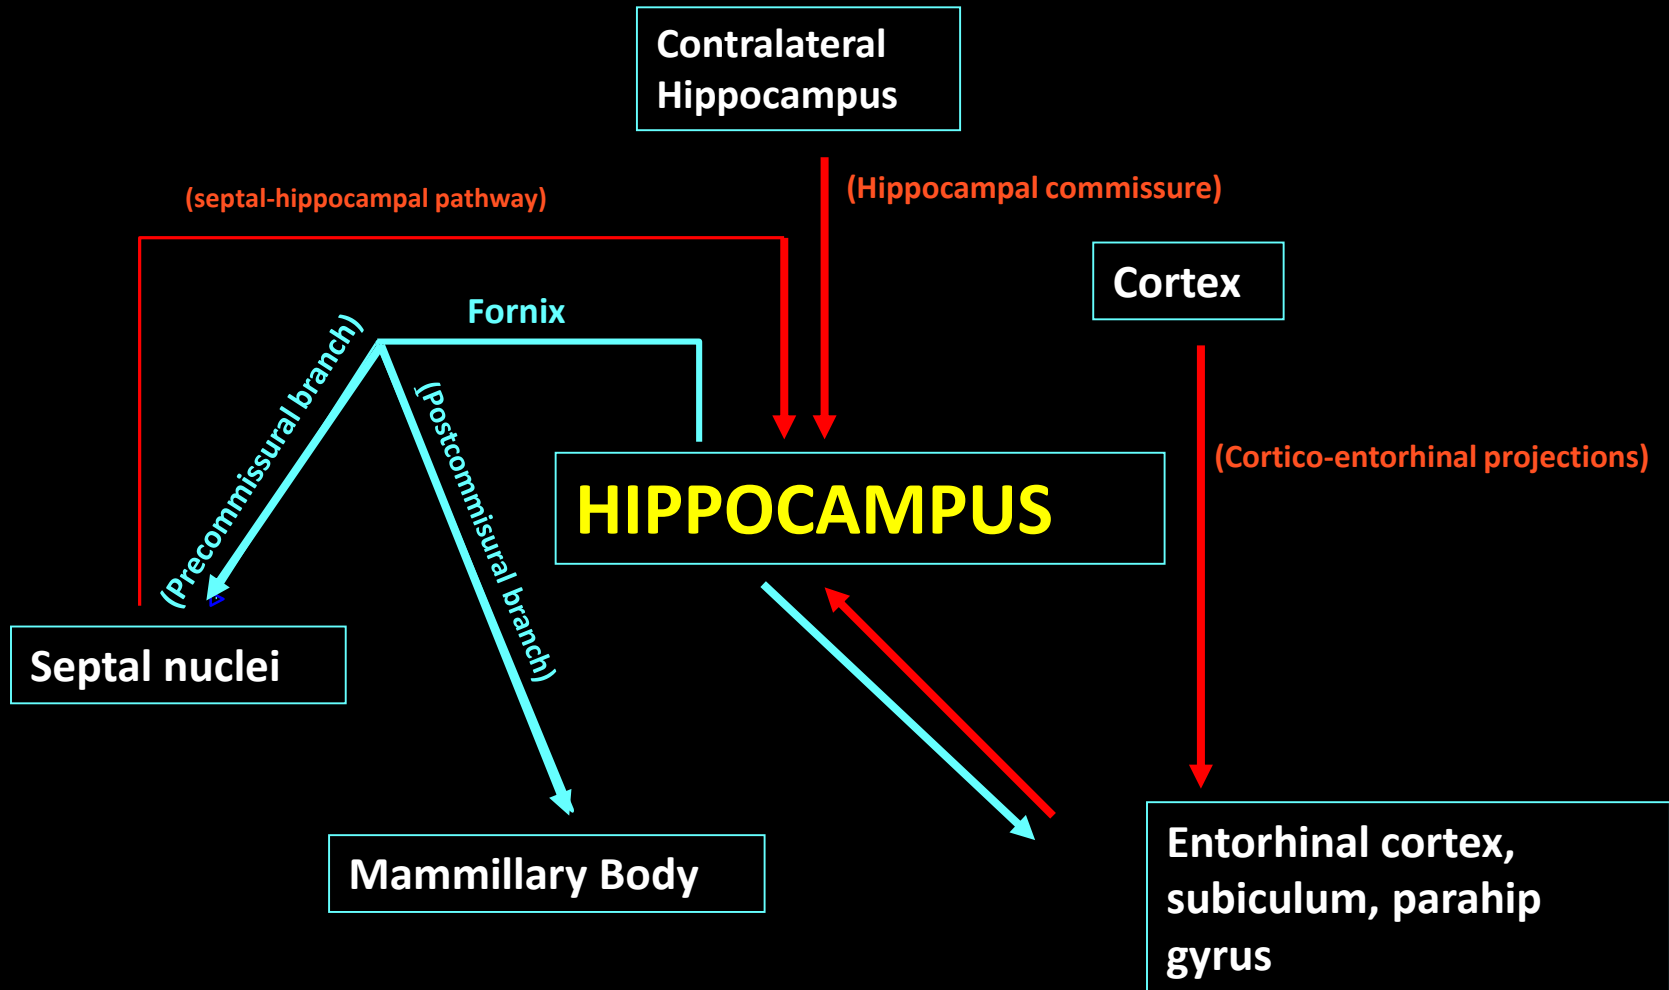 Contralateral
Hippocampus
(septal-hippocampal pathway)
(Hippocampal commissure)
Cortex
Fornix
(Precommissural branch)
(Postcommisural branch)
(Cortico-entorhinal projections)
HIPPOCAMPUS
Septal nuclei
Mammillary Body
Entorhinal cortex,
subiculum, parahip
gyrus